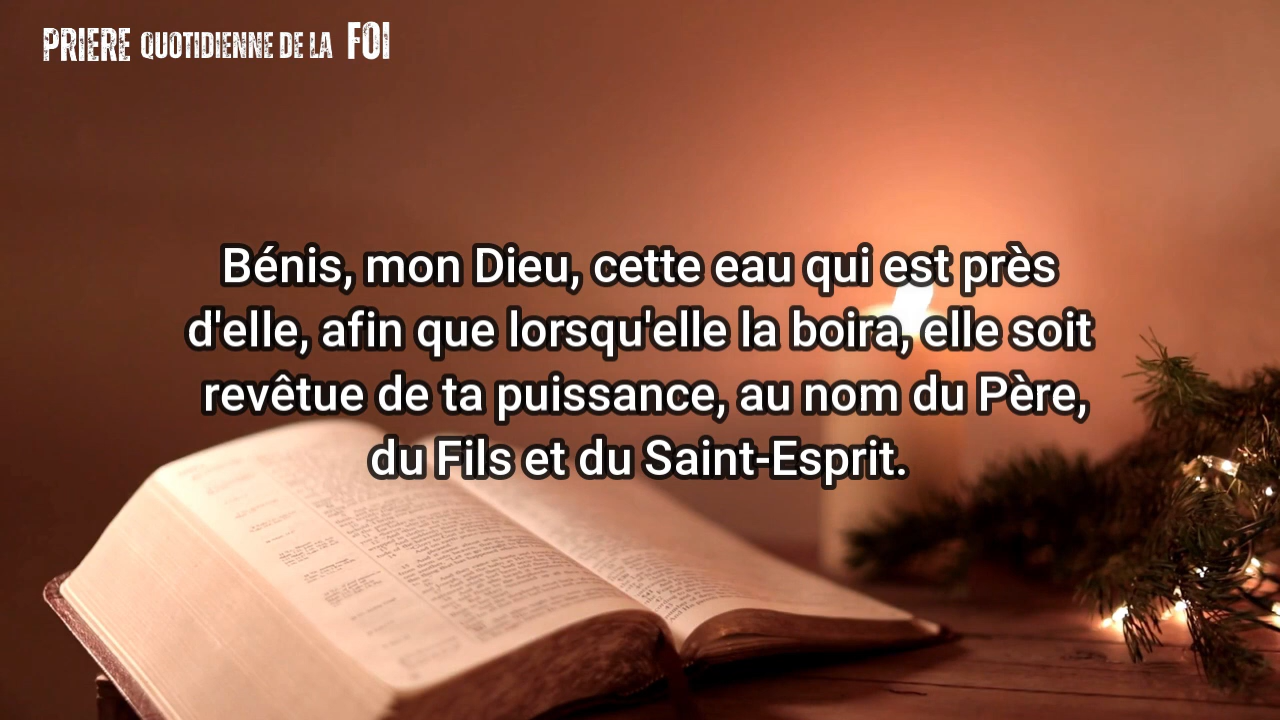 PRIERE QUOTIDIENNE DE LA FOI
Bénis, mon Dieu, cette eau qui est près
d'elle, afin que lorsqu'elle la boira, elle soit
revêtue de ta puissance, au nom du Père,
du Fils et du Saint-Esprit.